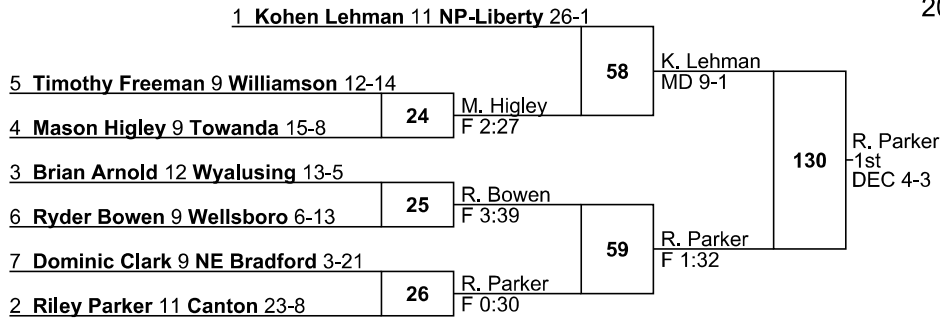 20
1 Kohen Lehman 11 NP-Liberty 26-1
58
K. Lehman
MD 9-1
5 Timothy Freeman 9 Williamson 12-14
24
M. Higley
F 2:27
4 Mason Higley 9 Towanda 15-8
130
R. Parker
1st
DEC 4-3
3 Brian Arnold 12 Wyalusing 13-5
25
R. Bowen
F 3:39
6 Ryder Bowen 9 Wellsboro 6-13
59
R. Parker
F 1:32
7 Dominic Clark 9 NE Bradford 3-21
26
R. Parker
F 0:30
2 Riley Parker 11 Canton 23-8